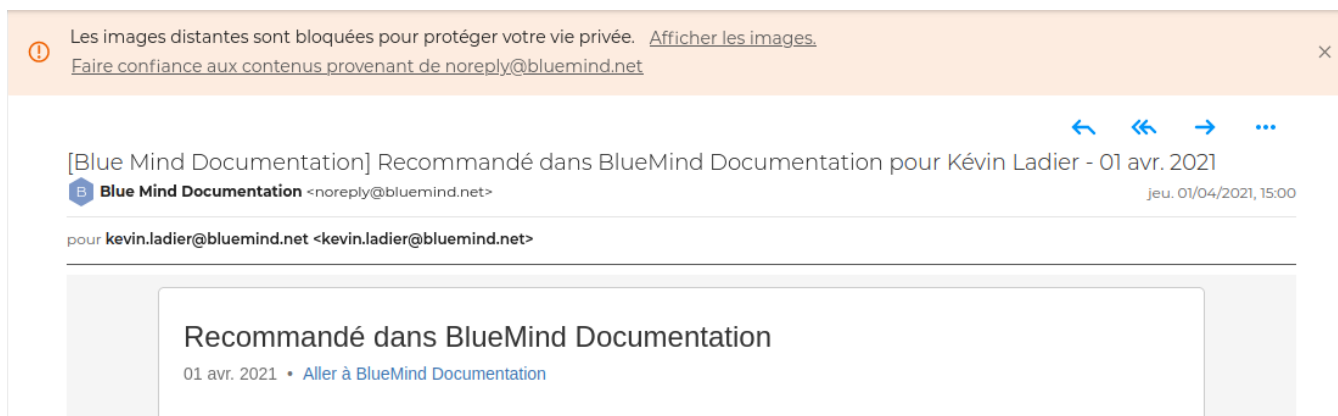 Les images distantes sont bloquées pour protéger votre vie privée. Afficher les images.
Faire confiance aux contenus provenant de noreply@bluemind.net
[Blue Mind Documentation] Recommandé dans BlueMind Documentation pour Kévin Ladier - 01 avr. 2021
B Blue Mind Documentation <noreply@bluemind.net> jeu. 01/04/2021, 15:00
pour kevin.ladier@bluemind.net <kevin.ladier@bluemind.net>
Recommandé dans BlueMind Documentation
01 avr. 2021 • Aller à BlueMind Documentation